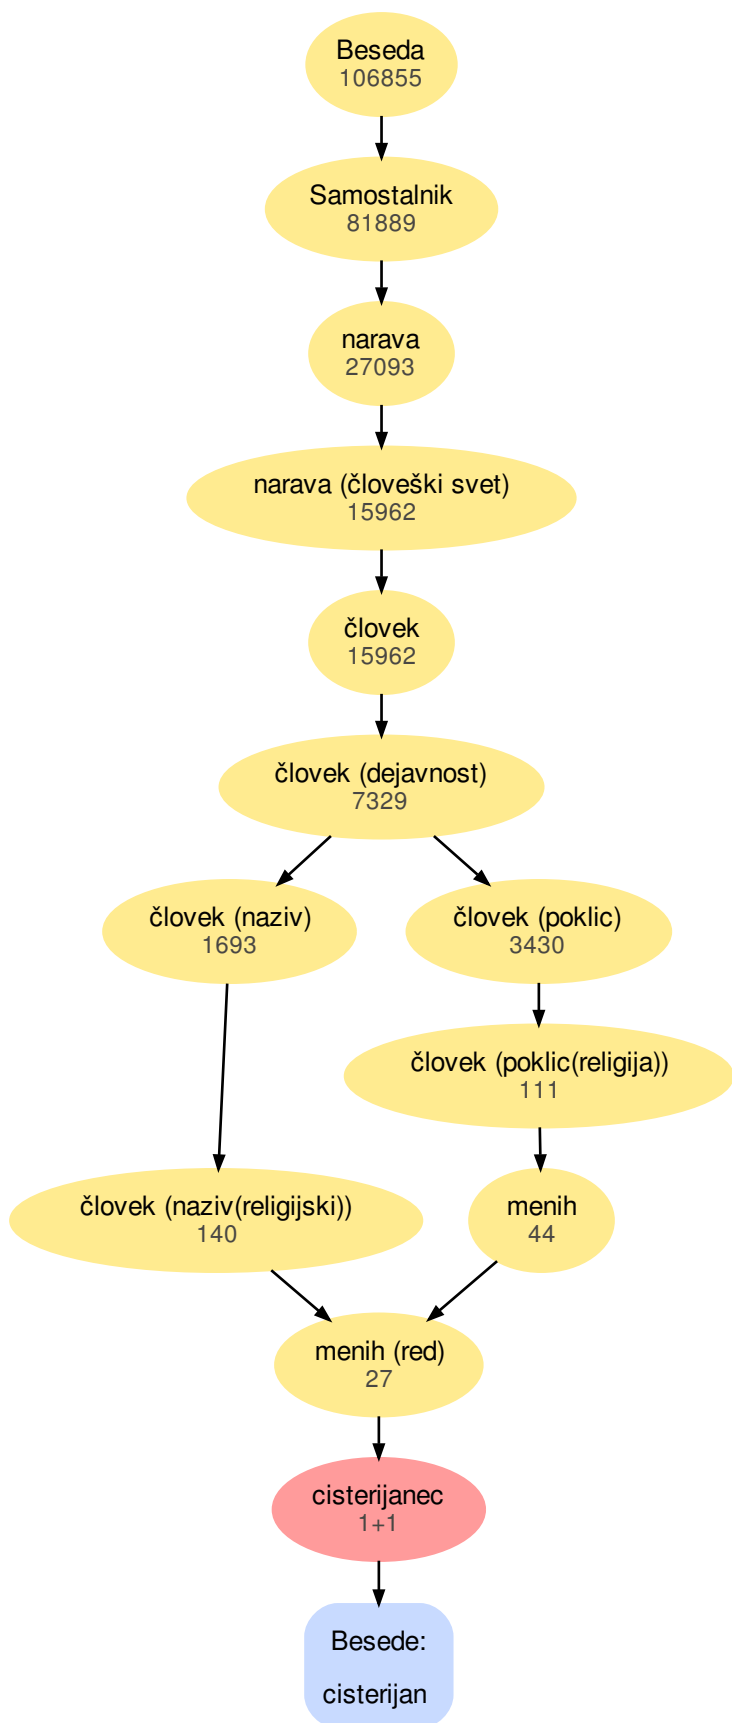 Beseda
106855
Samostalnik
81889
narava
27093
narava (človeški svet)
15962
človek
15962
človek (dejavnost)
7329
človek (naziv)
1693
človek (poklic)
3430
človek (poklic(religija))
111
človek (naziv(religijski))
140
menih
44
menih (red)
27
cisterijanec
1+1
Besede:
cisterijan